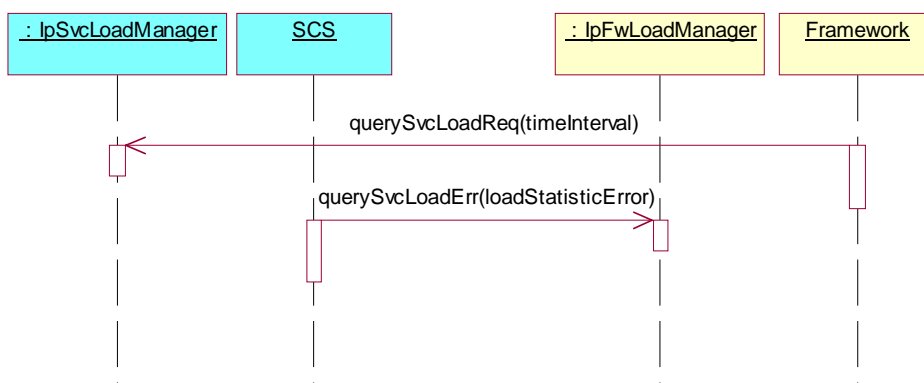 : IpSvcLoadManager
SCS
: IpFwLoadManager
Framework
querySvcLoadReq(timeInterval)
querySvcLoadErr(loadStatisticError)